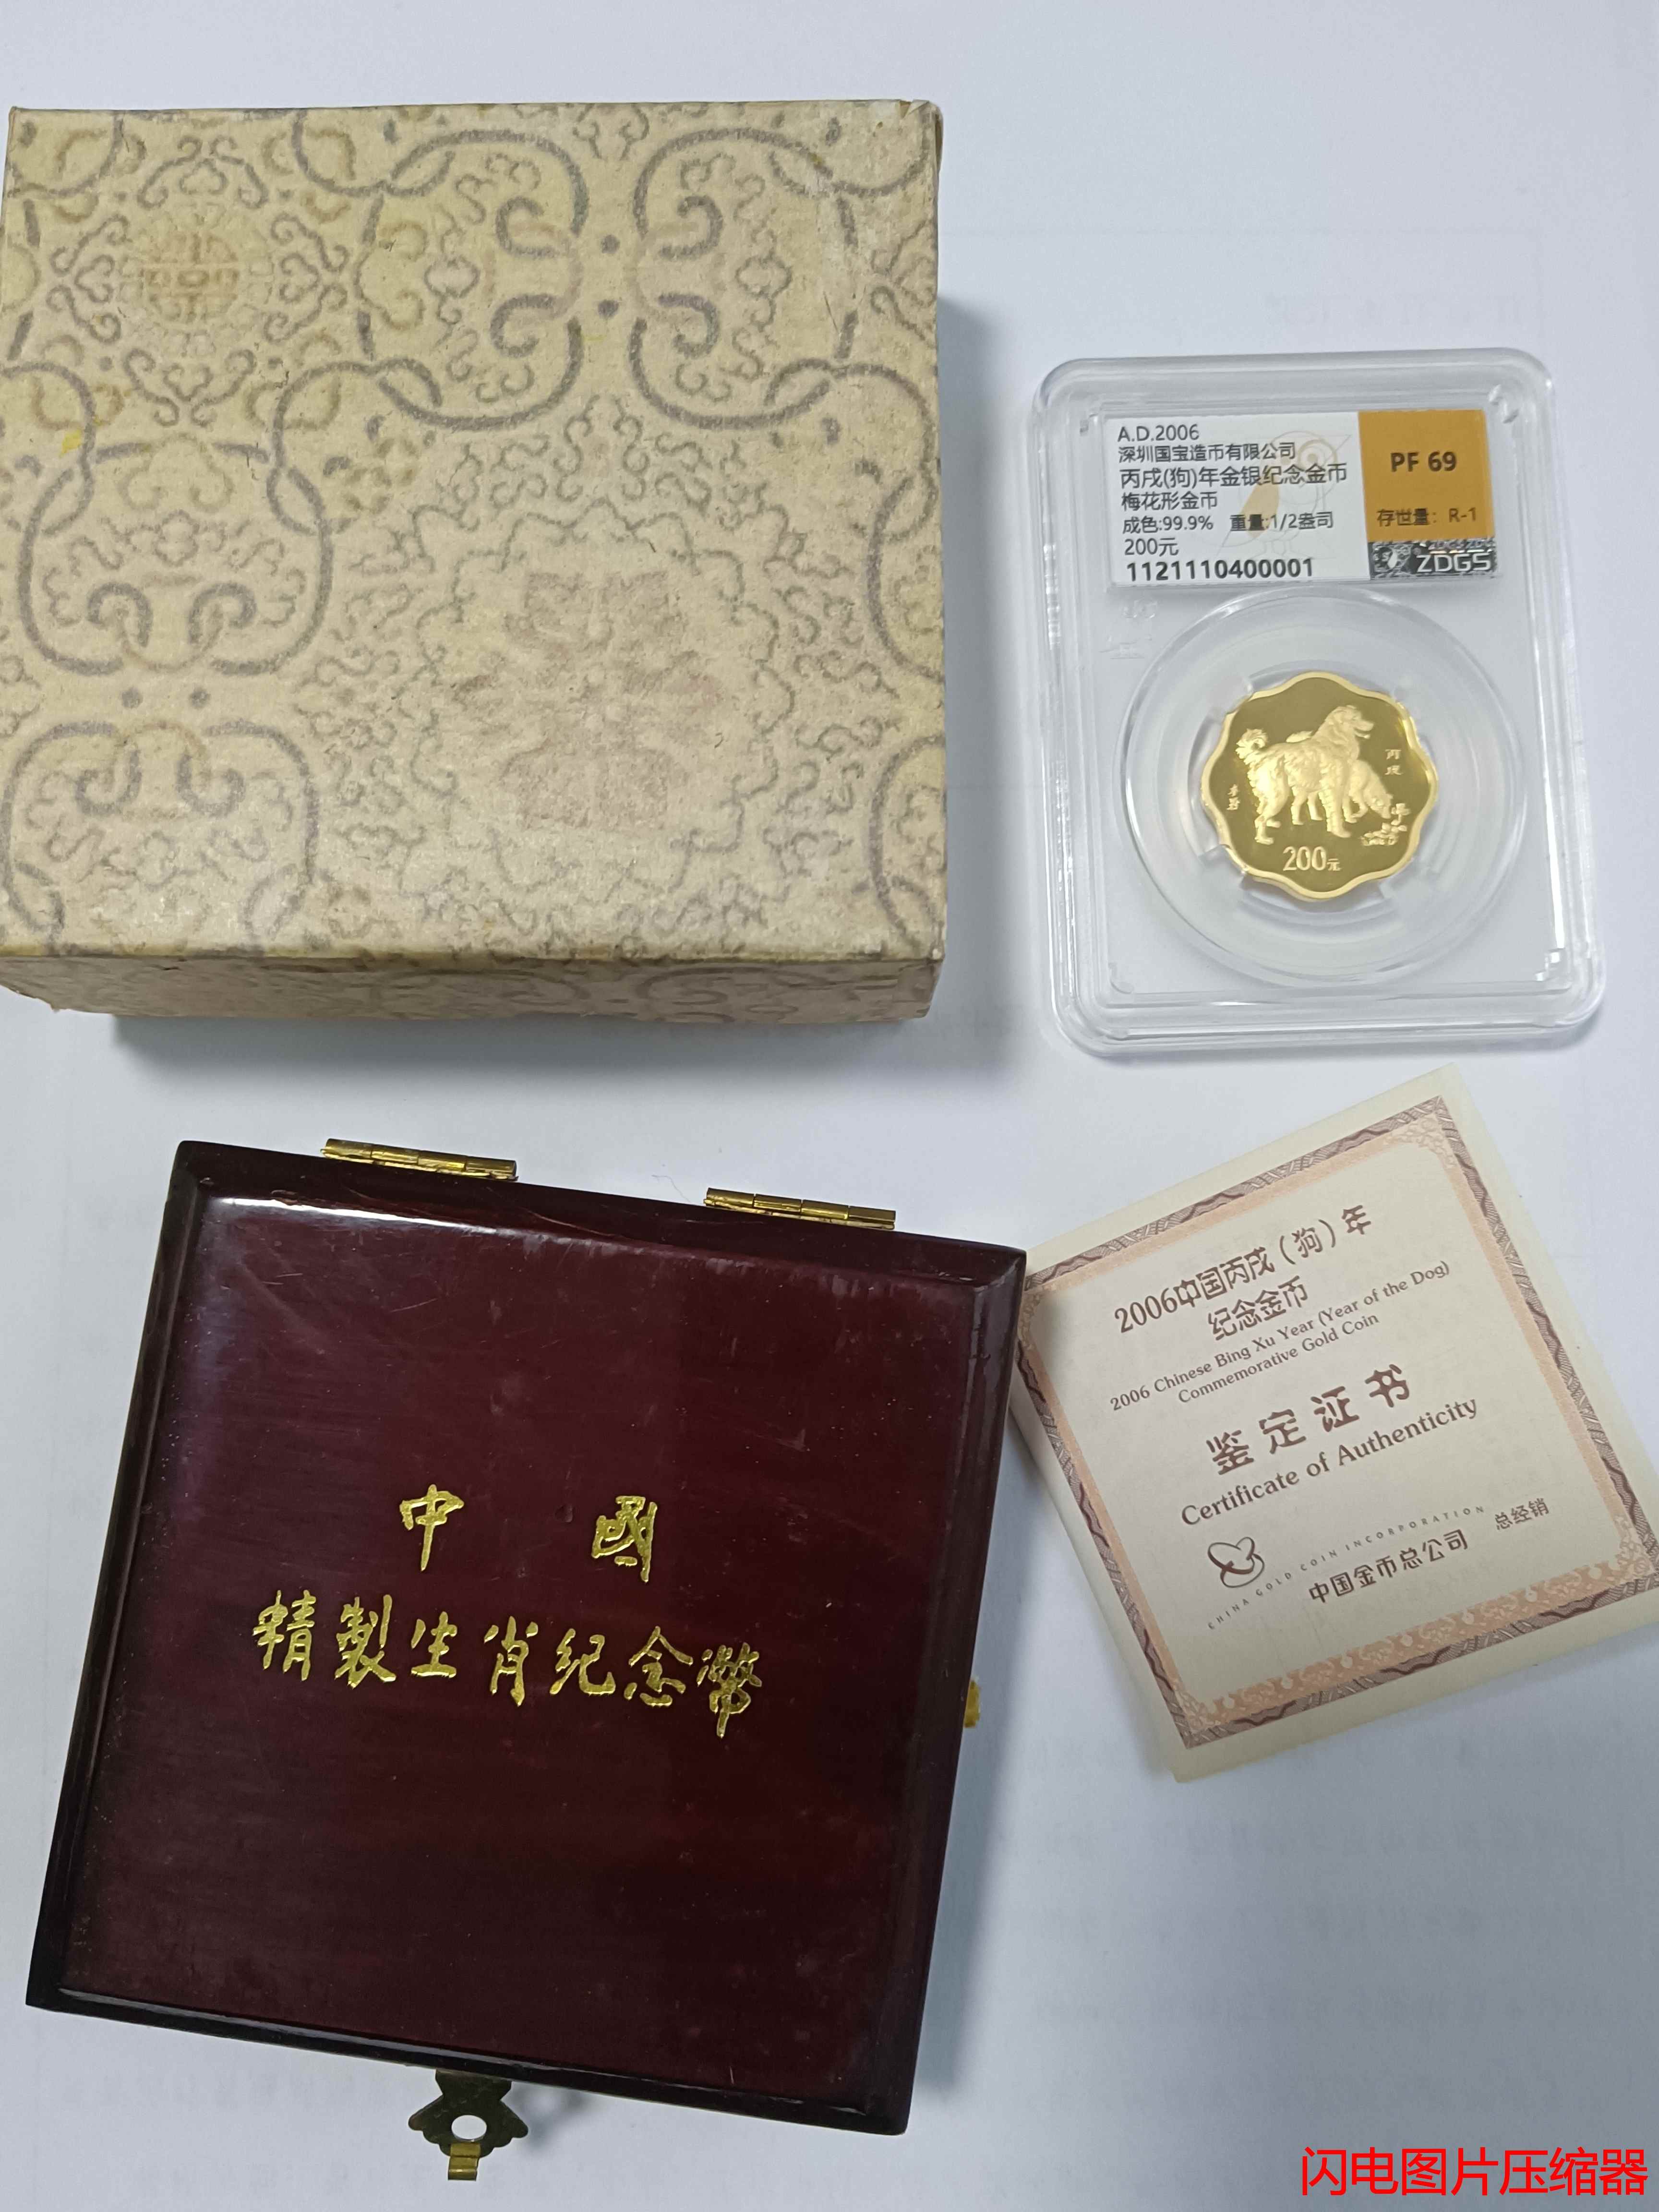 A.D.2006
深圳国宝造币有限公司
丙戌(狗)年金银纪念金币
梅花形金币
成色:99.9% 重量:1/2盎司
200元
1121110400001
PF 69
存世量: R-1
ZDGS
丙戌
200元
2006中国丙戌(狗)年
纪念金币
2006 Chinese Bing Xu Year (Year of the Dog)
Commemorative Gold Coin
鉴定证书
Certificate of Authenticity
CHINA GOLD COIN INCORPORATION
中国金币总公司 总经销
中國
精製生肖纪念幣
闪电图片压缩器